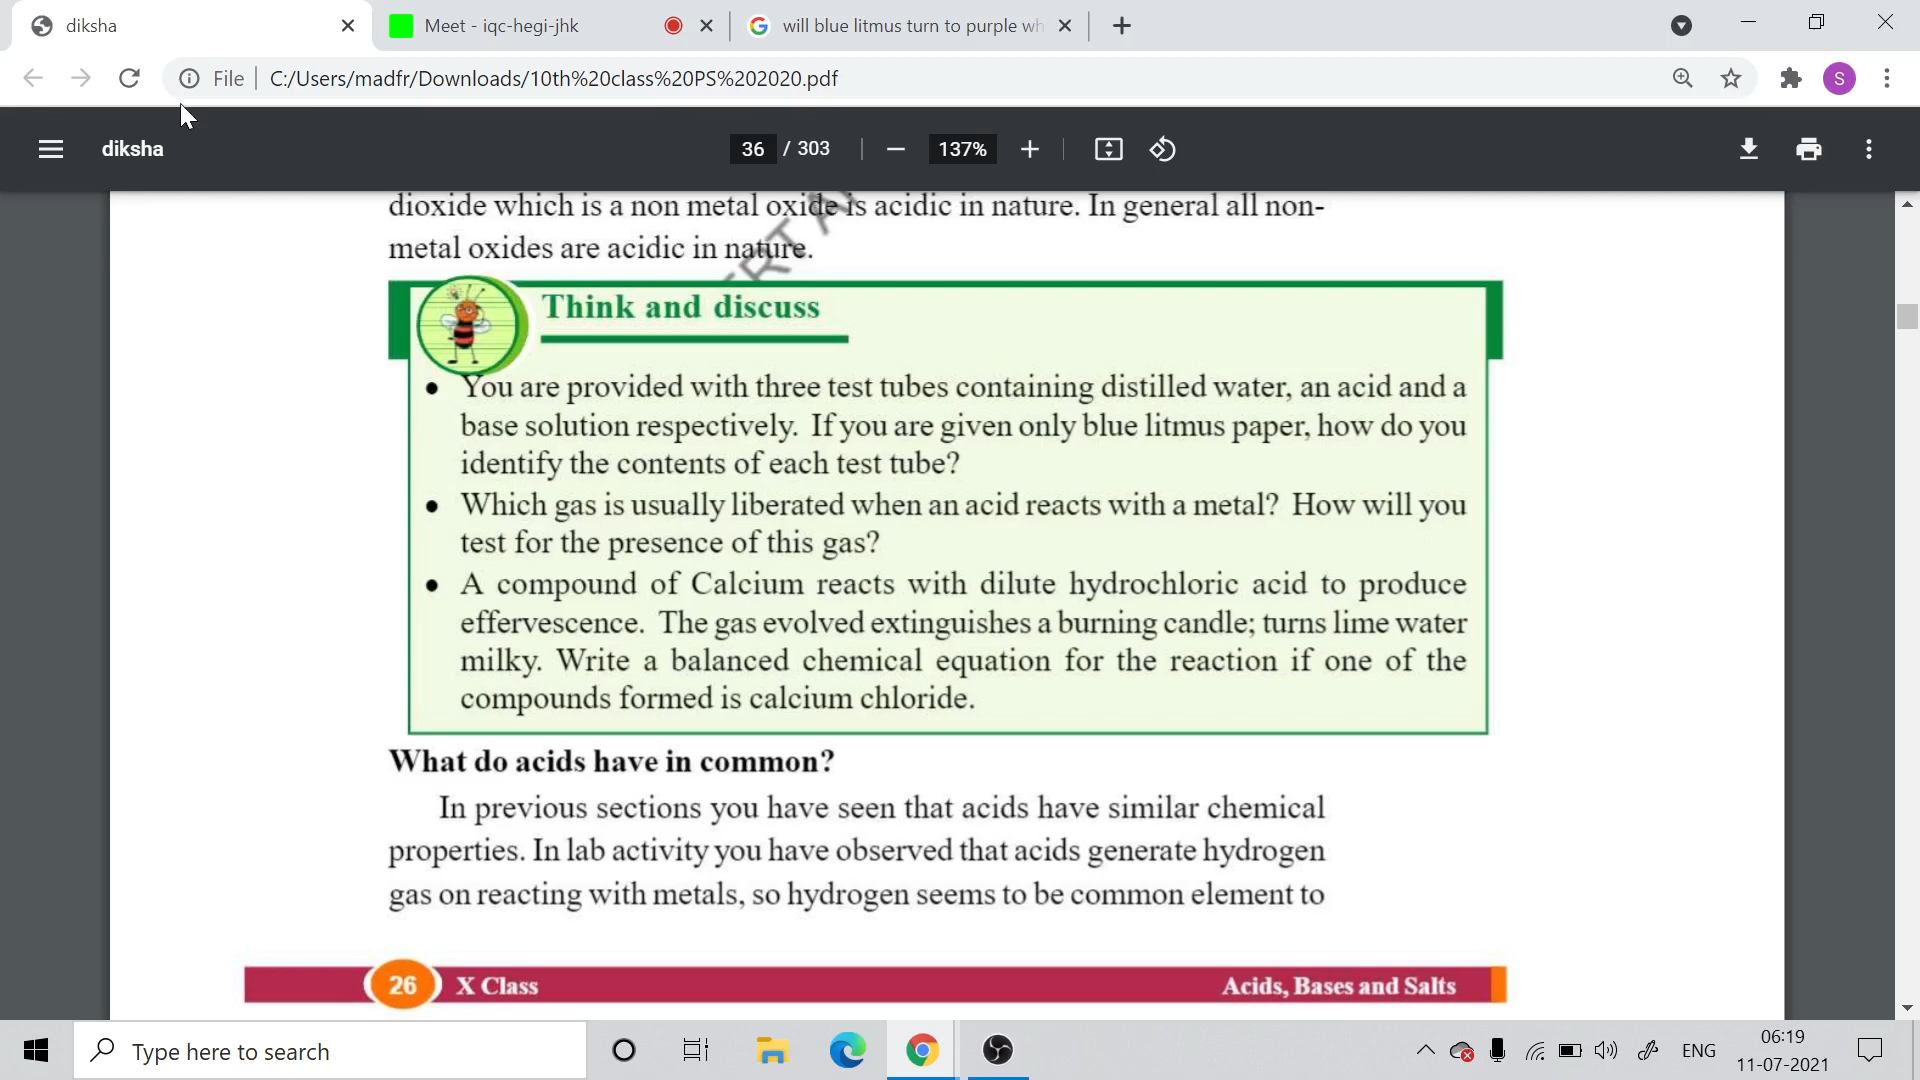 diksha
Meet - iqc-hegi-jhk
will blue litmus turn to purple wh
File
C:/Users/madfr/Downloads/10th%20class%20PS%202020.pdf
S
diksha
36 / 303
137%
dioxide which is a non metal oxide is acidic in nature. In general all non-
metal oxides are acidic in nature.
Think and discuss
• You are provided with three test tubes containing distilled water, an acid and a
base solution respectively. If you are given only blue litmus paper, how do you
identify the contents of each test tube?
• Which gas is usually liberated when an acid reacts with a metal? How will you
test for the presence of this gas?
• A compound of Calcium reacts with dilute hydrochloric acid to produce
effervescence. The gas evolved extinguishes a burning candle; turns lime water
milky. Write a balanced chemical equation for the reaction if one of the
compounds formed is calcium chloride.
What do acids have in common?
In previous sections you have seen that acids have similar chemical
properties. In lab activity you have observed that acids generate hydrogen
gas on reacting with metals, so hydrogen seems to be common element to
26 X Class
Acids, Bases and Salts
Type here to search
ENG
06:19
11-07-2021